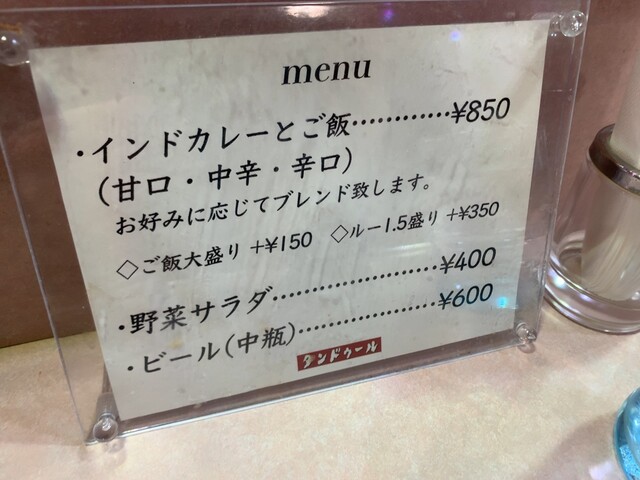 menu
・インドカレーとご飯…………¥850
(甘口・中辛・辛口)
お好みに応じてブレンド致します。
◇ご飯大盛り +¥150 ◇ルー1.5盛り +¥350
・野菜サラダ………………¥400
・ビール(中瓶)………………¥600
タンドゥール